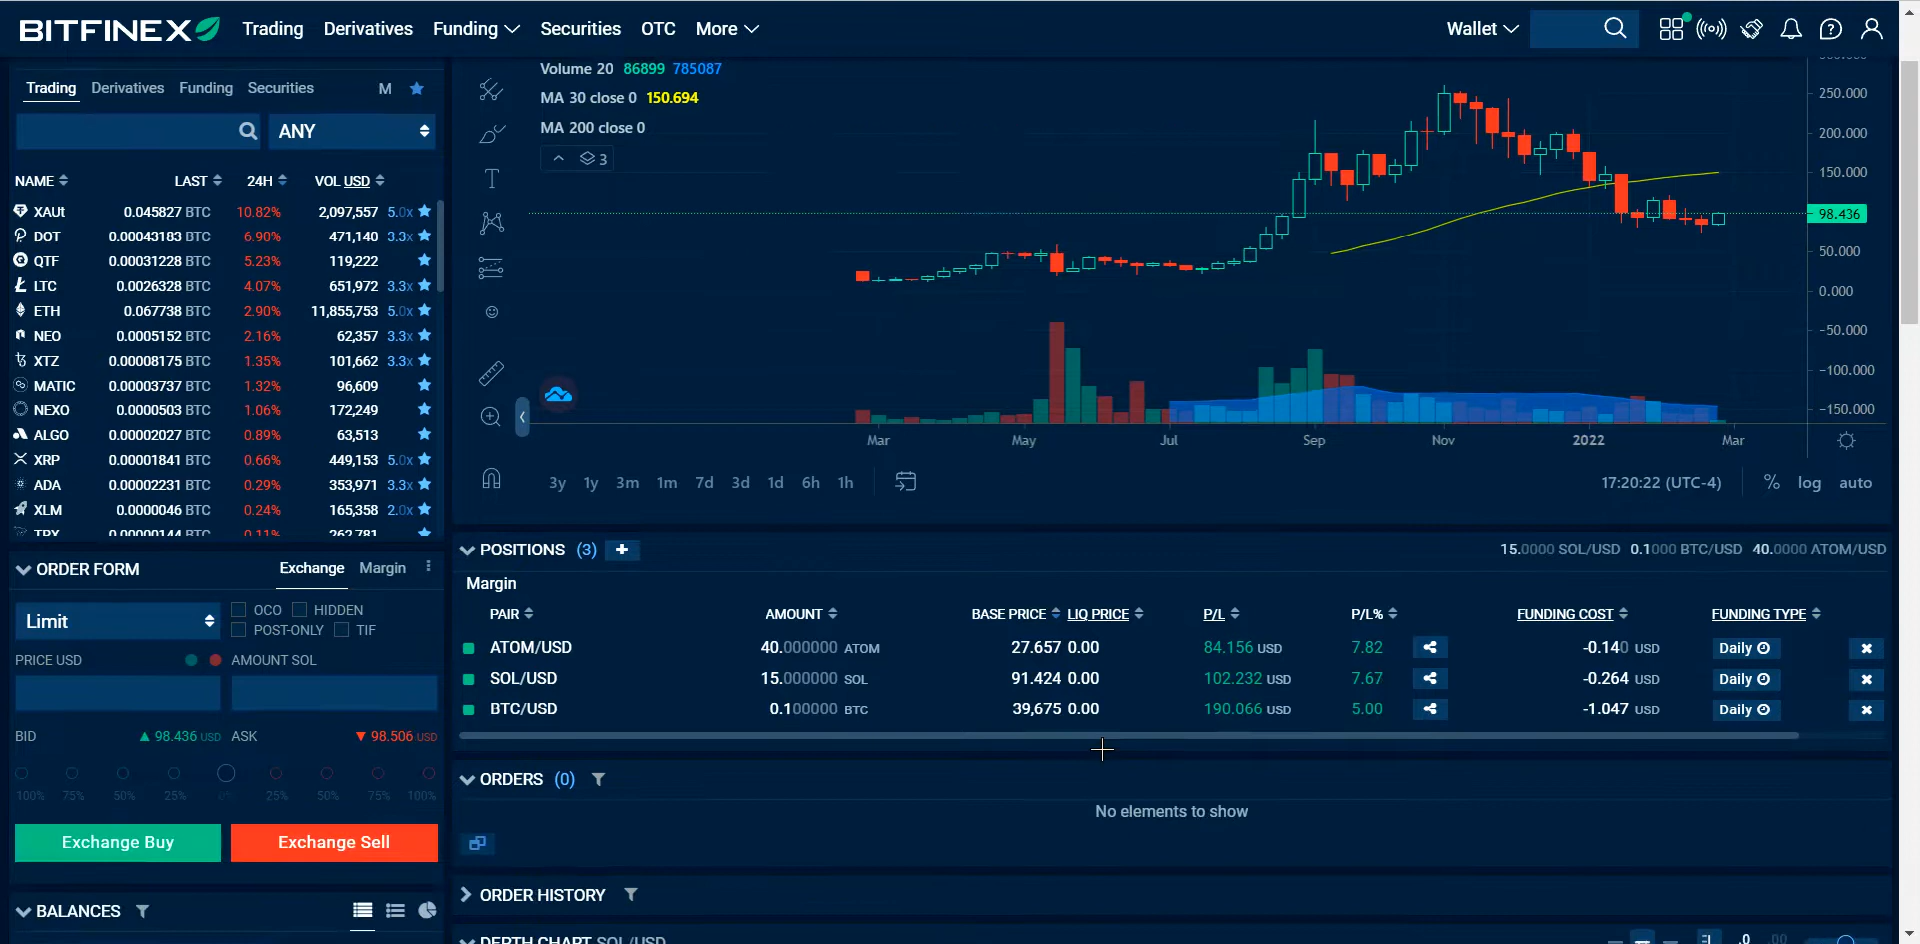 BITFINEX Trading Derivatives Funding Securities OTC More Wallet
Trading Derivatives Funding Securities M
ANY
NAME LAST 24H VOL USD
XAUt 0.045827 BTC 10.82% 2,097,557 5.0x
DOT 0.00043183 BTC 6.90% 471,140 3.3x
QTF 0.00031228 BTC 5.23% 119,222
LTC 0.0026328 BTC 4.07% 651,972 3.3x
ETH 0.067738 BTC 2.90% 11,855,753 5.0x
NEO 0.0005152 BTC 2.16% 62,357 3.3x
XTZ 0.00008175 BTC 1.35% 101,662 3.3x
MATIC 0.00003737 BTC 1.32% 96,609
NEXO 0.0000503 BTC 1.06% 172,249
ALGO 0.00002027 BTC 0.89% 63,513
XRP 0.00001841 BTC 0.66% 449,153 5.0x
ADA 0.00002231 BTC 0.29% 353,971 3.3x
XLM 0.0000046 BTC 0.24% 165,358 2.0x
TRX 0.00000144 BTC 0.11% 262,781
ORDER FORM Exchange Margin
Limit OCO HIDDEN
POST-ONLY TIF
PRICE USD AMOUNT SOL
BID 98.436 USD ASK 98.506 USD
100% 75% 50% 25% 25% 50% 75% 100%
Exchange Buy Exchange Sell
BALANCES
Volume 20 86899 785087
MA 30 close 0 150.694
MA 200 close 0
3
250.000
200.000
150.000
98.436
50.000
0.000
-50.000
-100.000
-150.000
Mar May Jul Sep Nov 2022 Mar
3y 1y 3m 1m 7d 3d 1d 6h 1h 17:20:22 (UTC-4) % log auto
POSITIONS (3) + 15.0000 SOL/USD 0.1000 BTC/USD 40.0000 ATOM/USD
Margin
PAIR AMOUNT BASE PRICE LIQ PRICE P/L P/L% FUNDING COST FUNDING TYPE
ATOM/USD 40.000000 ATOM 27.657 0.00 84.156 USD 7.82 -0.140 USD Daily
SOL/USD 15.000000 SOL 91.424 0.00 102.232 USD 7.67 -0.264 USD Daily
BTC/USD 0.100000 BTC 39,675 0.00 190.066 USD 5.00 -1.047 USD Daily
ORDERS (0)
No elements to show
ORDER HISTORY
DEPTH CHART SOL/USD .0 .00